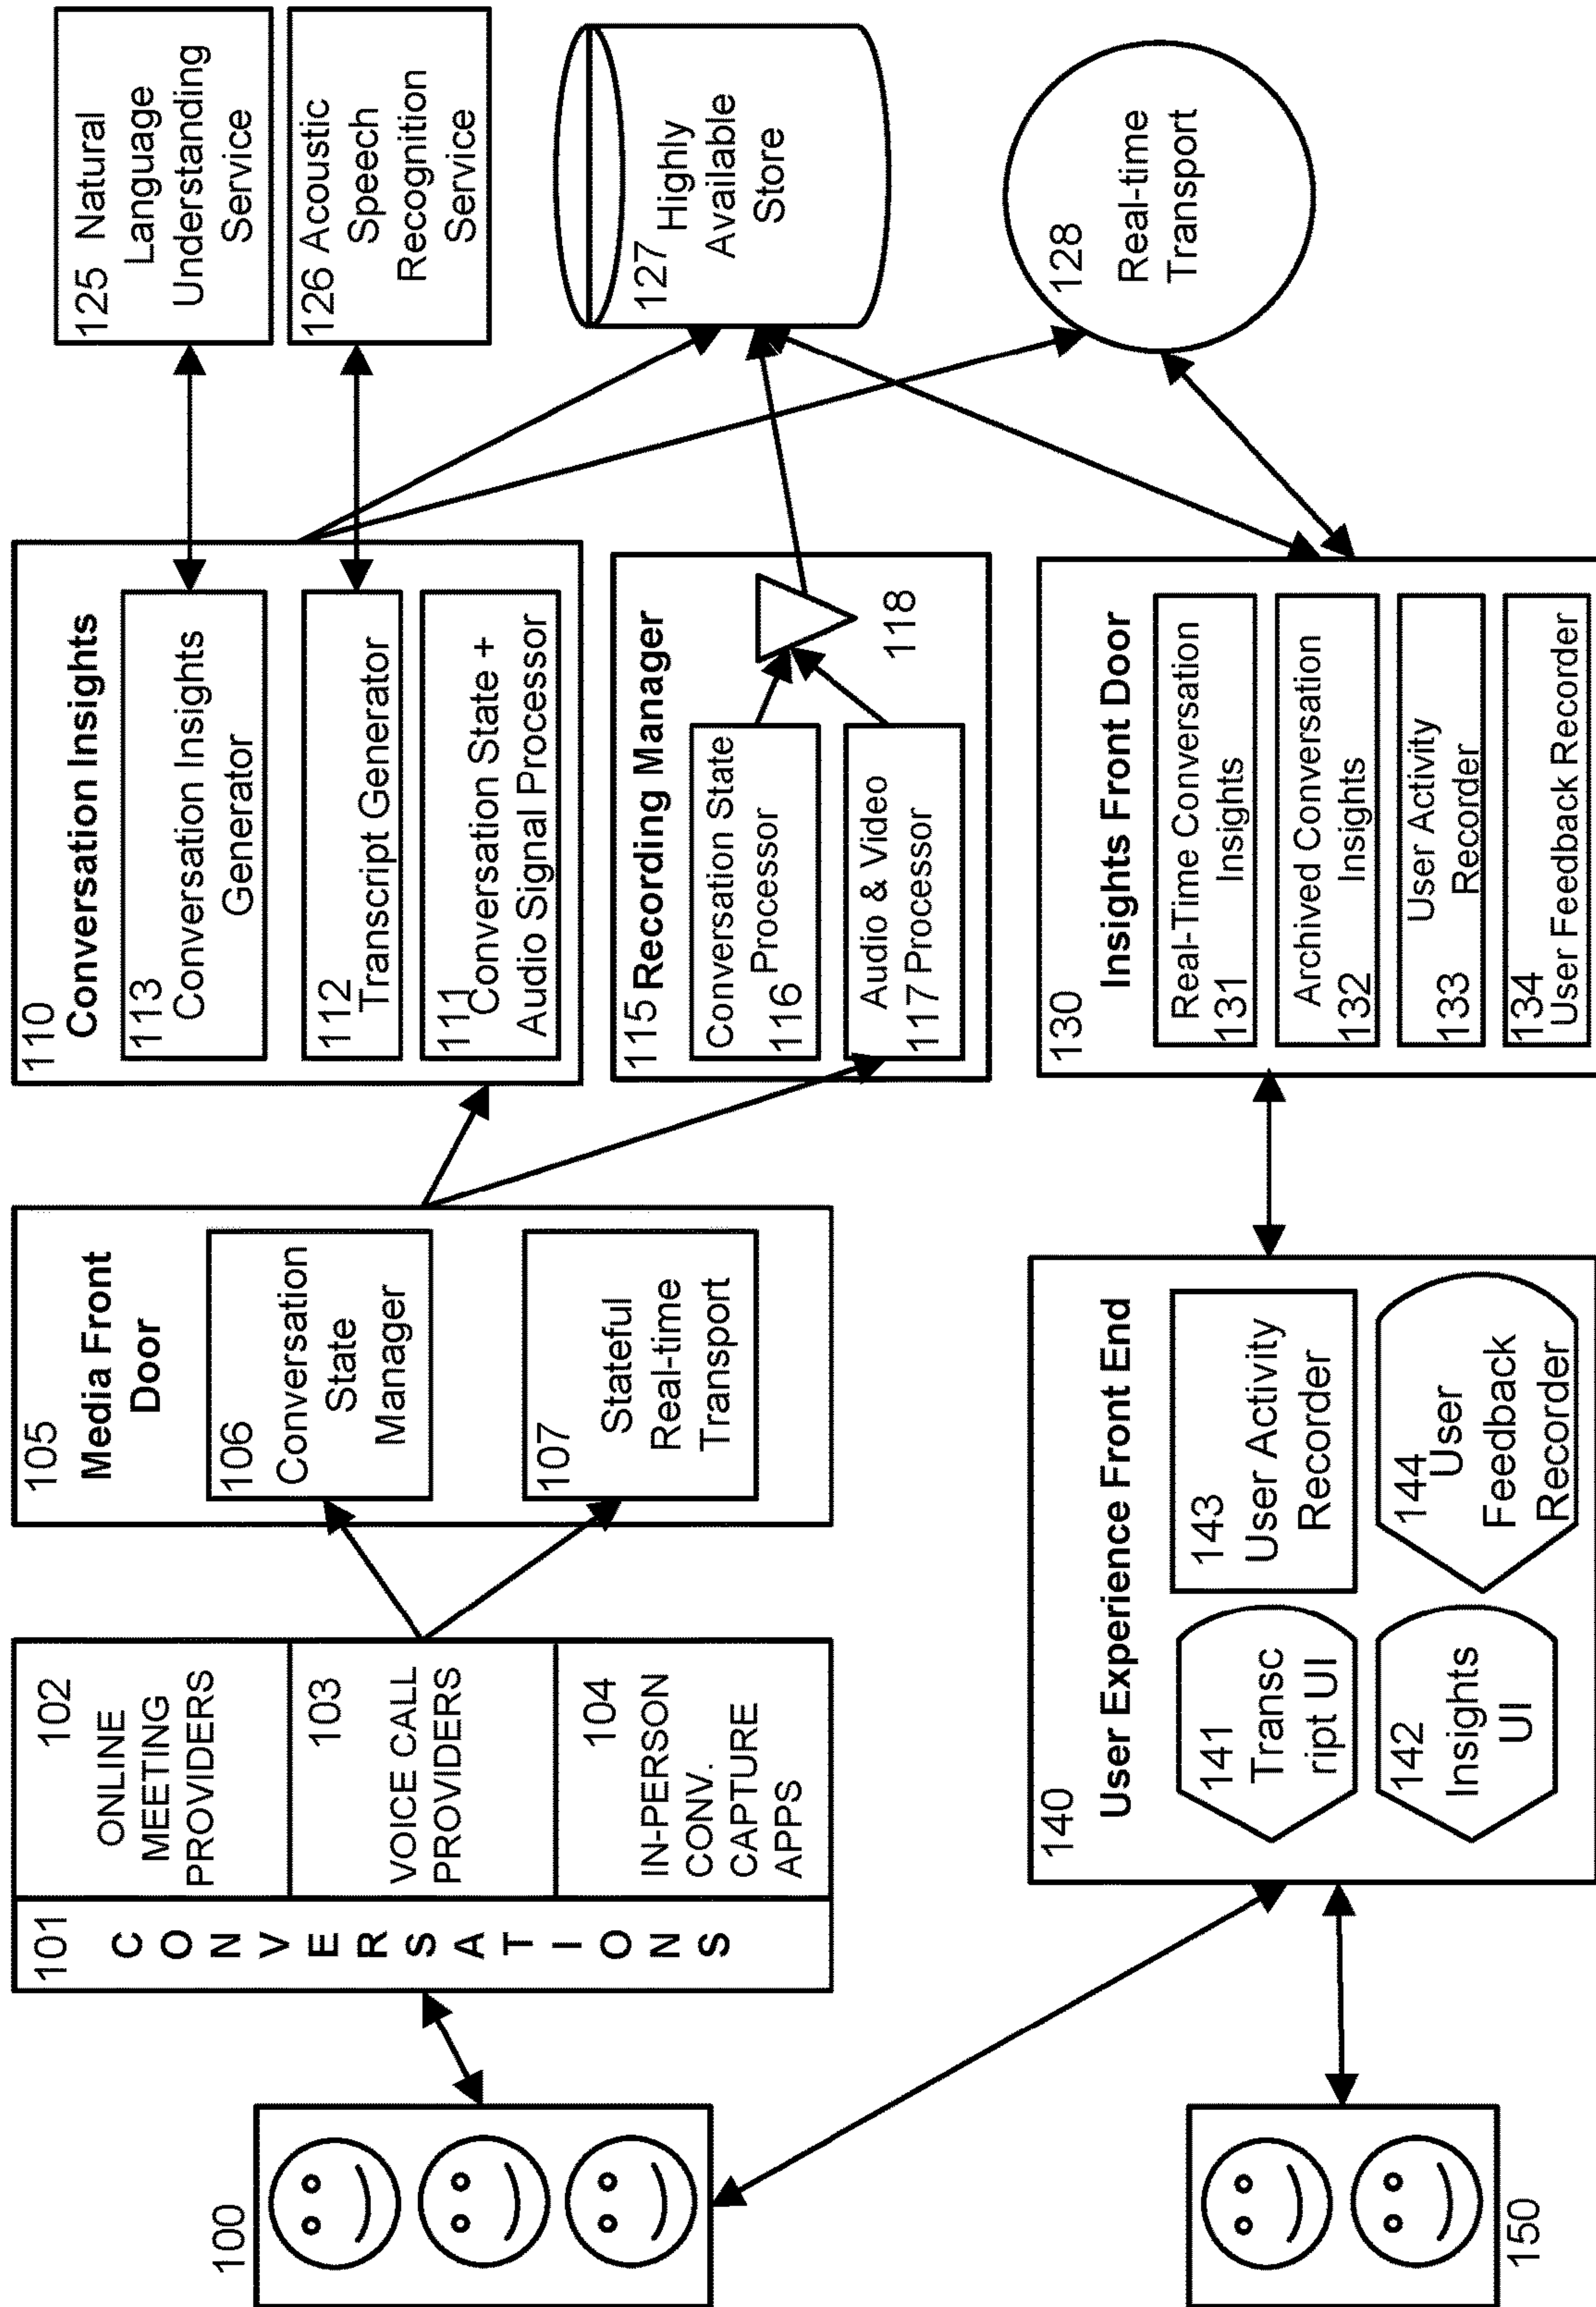 100
101
C
O
N
V
E
R
S
A
T
I
O
N
S
102
ONLINE
MEETING
PROVIDERS
103
VOICE CALL
PROVIDERS
104
IN-PERSON
CONV.
CAPTURE
APPS
105
Media Front
Door
106
Conversation
State
Manager
107
Stateful
Real-time
Transport
110
Conversation Insights
113
Conversation Insights
Generator
112
Transcript Generator
111
Conversation State +
Audio Signal Processor
115 Recording Manager
Conversation State
116 Processor
Audio & Video
117 Processor
118
125 Natural
Language
Understanding
Service
126 Acoustic
Speech
Recognition
Service
127 Highly
Available
Store
128
Real-time
Transport
130
Insights Front Door
Real-Time Conversation
131 Insights
Archived Conversation
132 Insights
User Activity
133 Recorder
134
User Feedback Recorder
140
User Experience Front End
141
Transc
ript UI
143
User Activity
Recorder
142
Insights
UI
144
User
Feedback
Recorder
150